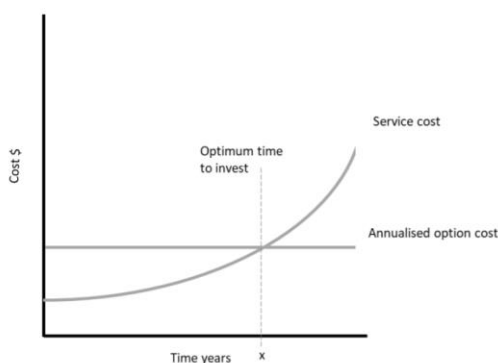 Cost $
Service cost
Optimum time
to invest
Annualised option cost
Time years
x